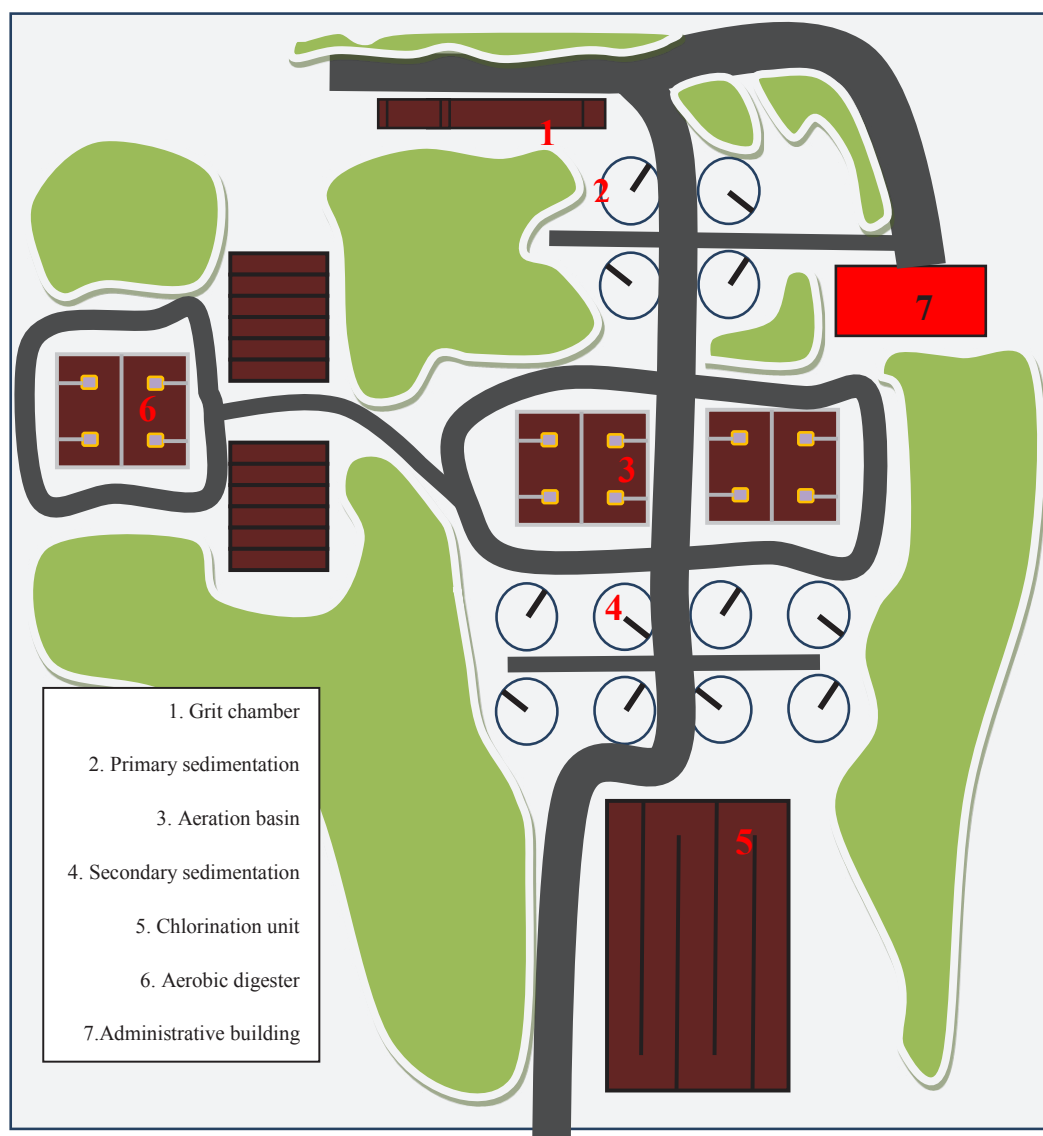 1
2
7
6
3
4
5
1. Grit chamber
2. Primary sedimentation
3. Aeration basin
4. Secondary sedimentation
5. Chlorination unit
6. Aerobic digester
7.Administrative building